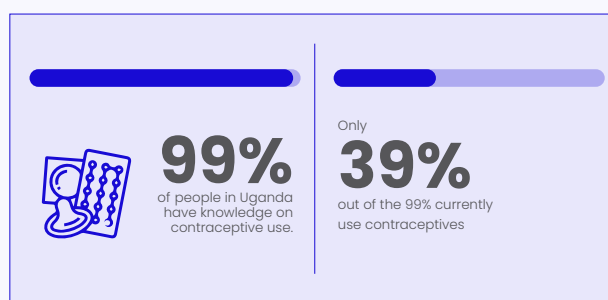 99%
of people in Uganda
have knowledge on
contraceptive use.
Only
39%
out of the 99% currently
use contraceptives